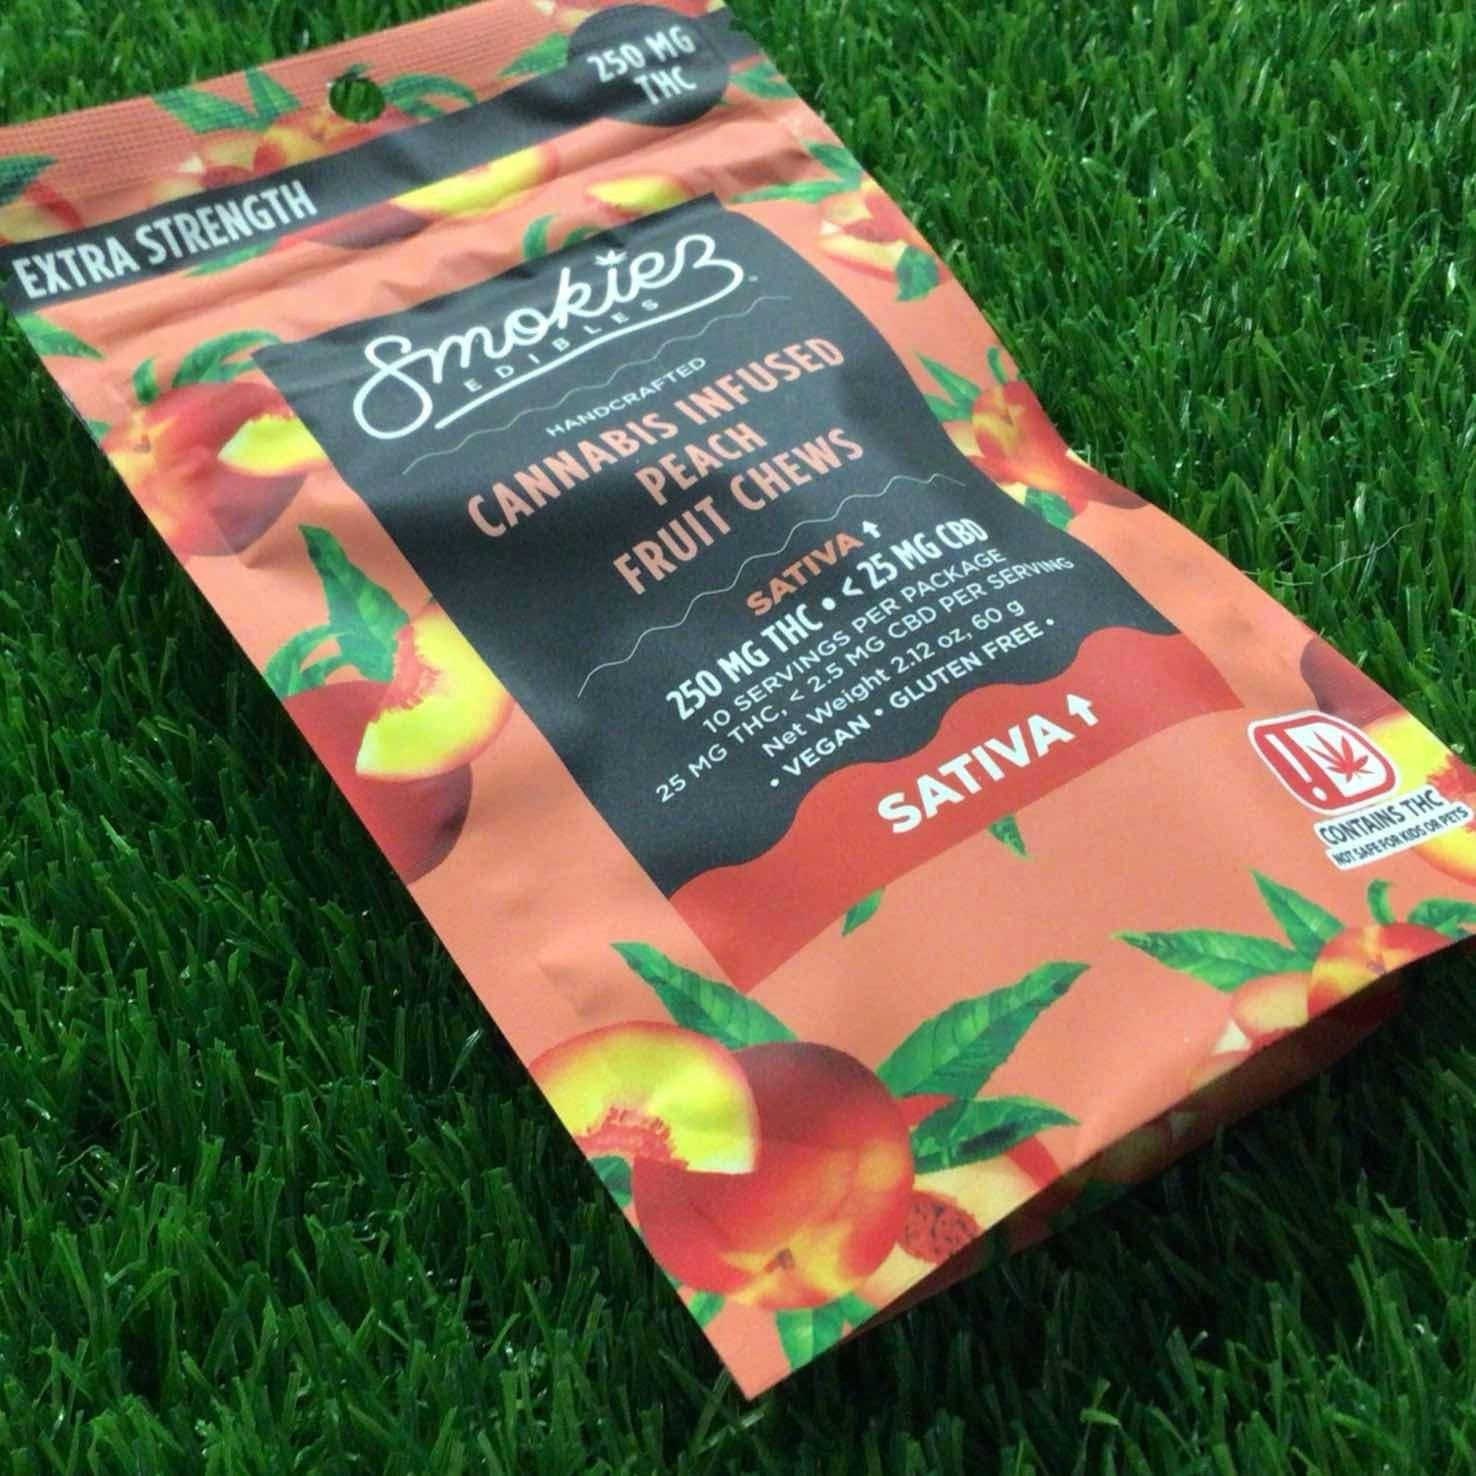 250 MG
THC
EXTRA STRENGTH
Smokiez
EDIBLES
HANDCRAFTED
CANNABIS INFUSED
PEACH
FRUIT CHEWS
SATIVA ↑
250 MG THC • < 25 MG CBD
10 SERVINGS PER PACKAGE
25 MG THC, < 2.5 MG CBD PER SERVING
Net Weight 2.12 oz, 60 g
• VEGAN • GLUTEN FREE •
SATIVA ↑
!
CONTAINS THC
NOT SAFE FOR KIDS OR PETS